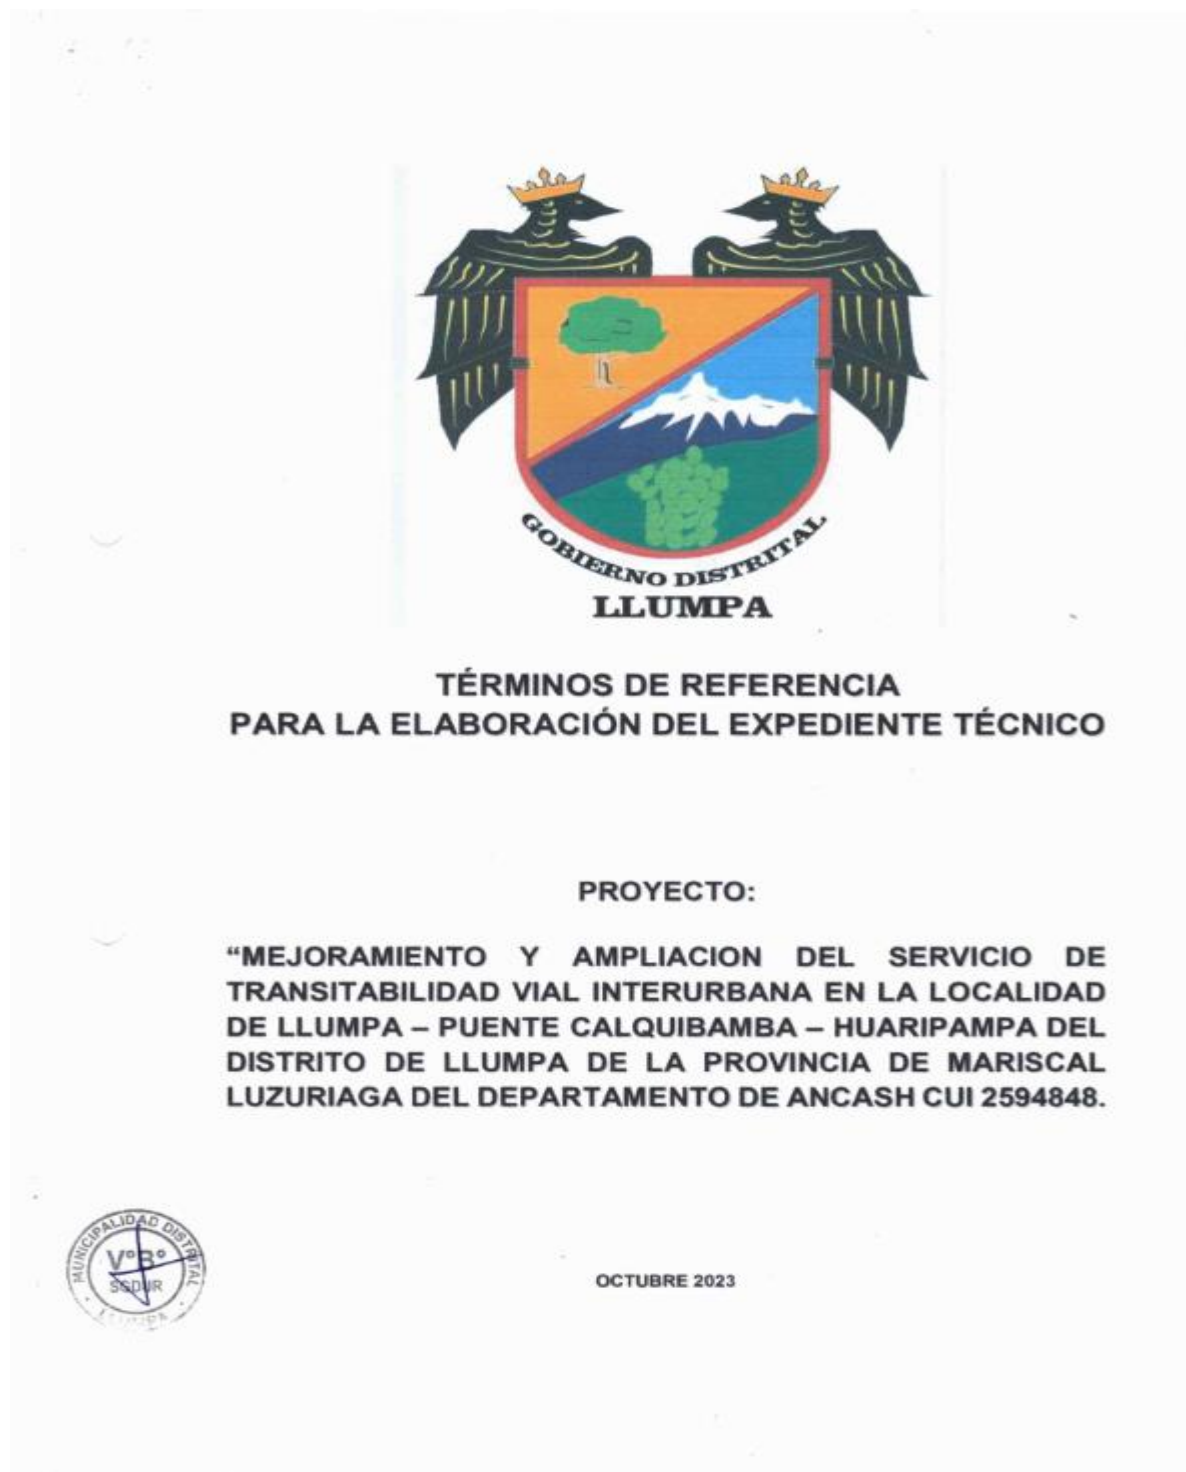 GOBIERNO DISTRITAL
LLUMPA
TÉRMINOS DE REFERENCIA
PARA LA ELABORACIÓN DEL EXPEDIENTE TÉCNICO
PROYECTO:
“MEJORAMIENTO Y AMPLIACION DEL SERVICIO DE
TRANSITABILIDAD VIAL INTERURBANA EN LA LOCALIDAD
DE LLUMPA – PUENTE CALQUIBAMBA – HUARIPAMPA DEL
DISTRITO DE LLUMPA DE LA PROVINCIA DE MARISCAL
LUZURIAGA DEL DEPARTAMENTO DE ANCASH CUI 2594848.
MUNICIPALIDAD DISTRITAL
V°B°
SGDUR
LLUMPA
OCTUBRE 2023